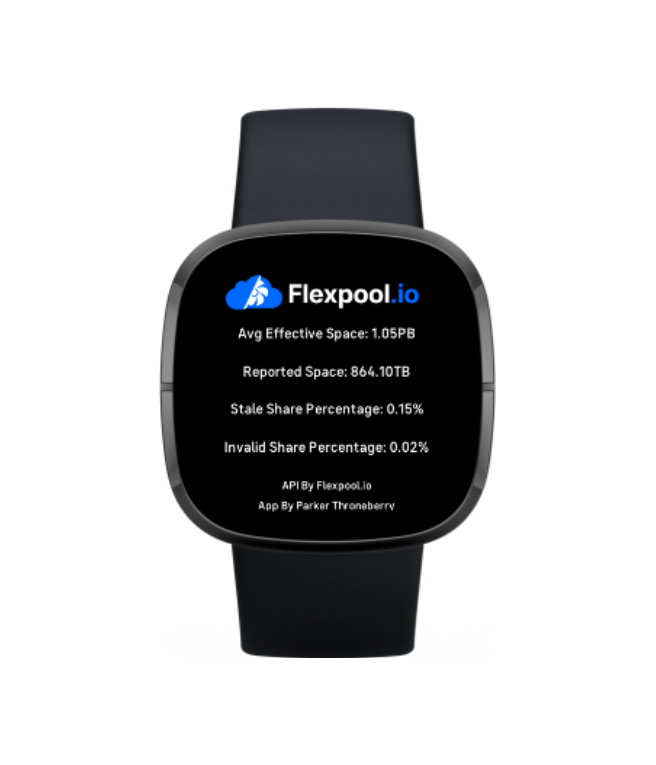 Flexpool.io
Avg Effective Space: 1.05PB
Reported Space: 864.10TB
Stale Share Percentage: 0.15%
Invalid Share Percentage: 0.02%
API By Flexpool.io
App By Parker Throneberry